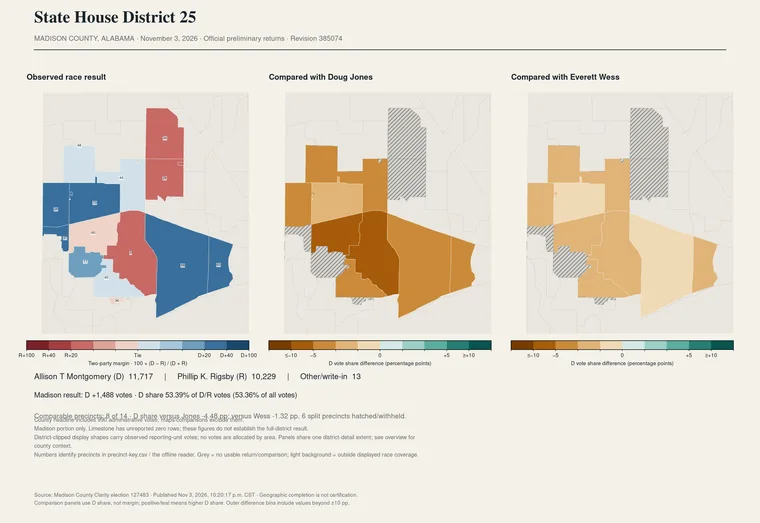 State House District 25
MADISON COUNTY, ALABAMA · November 3, 2026 · Official preliminary returns · Revision 385074
Observed race result
Compared with Doug Jones
Compared with Everett Wess
R+100 R+40 R+20 Tie D+20 D+40 D+100
Two-party margin · 100 × (D − R) / (D + R)
≤-10 −5 0 +5 ≥+10
D vote share difference (percentage points)
≤-10 −5 0 +5 ≥+10
D vote share difference (percentage points)
Allison T Montgomery (D) 11,717 | Phillip K. Rigsby (R) 10,229 | Other/write-in 13
Madison result: D +1,488 votes · D share 53.39% of D/R votes (53.36% of all votes)
Comparable precincts: 8 of 14 · D share versus Jones -4.48 pp; versus Wess -1.32 pp. 6 split precincts hatched/withheld.
County headline includes administrative votes; maps/comparisons exclude them.
Madison portion only. Limestone has unreported zero rows; these figures do not establish the full-district result.
District-clipped display shapes carry observed reporting-unit votes; no votes are allocated by area. Panels share one district-detail extent; see overview for
county context.
Numbers identify precincts in precinct-key.csv / the offline reader. Grey = no usable return/comparison; light background = outside displayed race coverage.
Source: Madison County Clarity election 127483 · Published Nov 3, 2026, 10:20:17 p.m. CST · Geographic completion is not certification.
Comparison panels use D share, not margin; positive/teal means higher D share. Outer difference bins include values beyond ±10 pp.